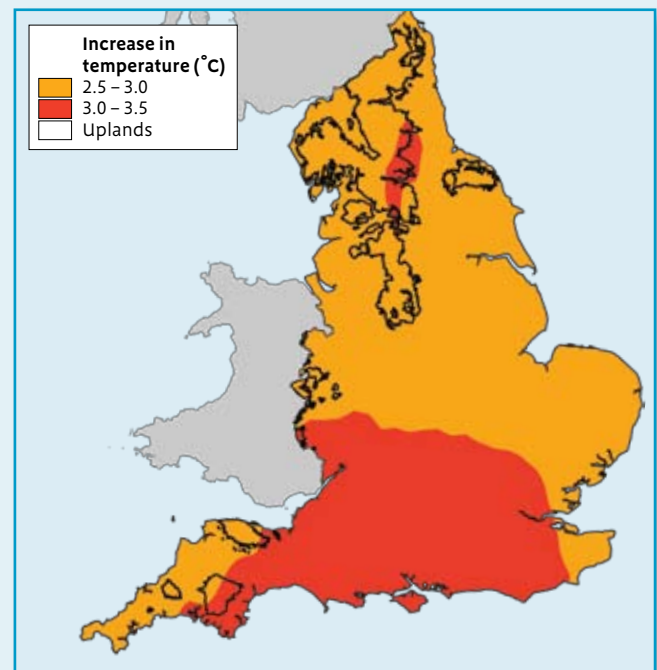 Increase in
temperature (˚C)
2.5 – 3.0
3.0 – 3.5
Uplands